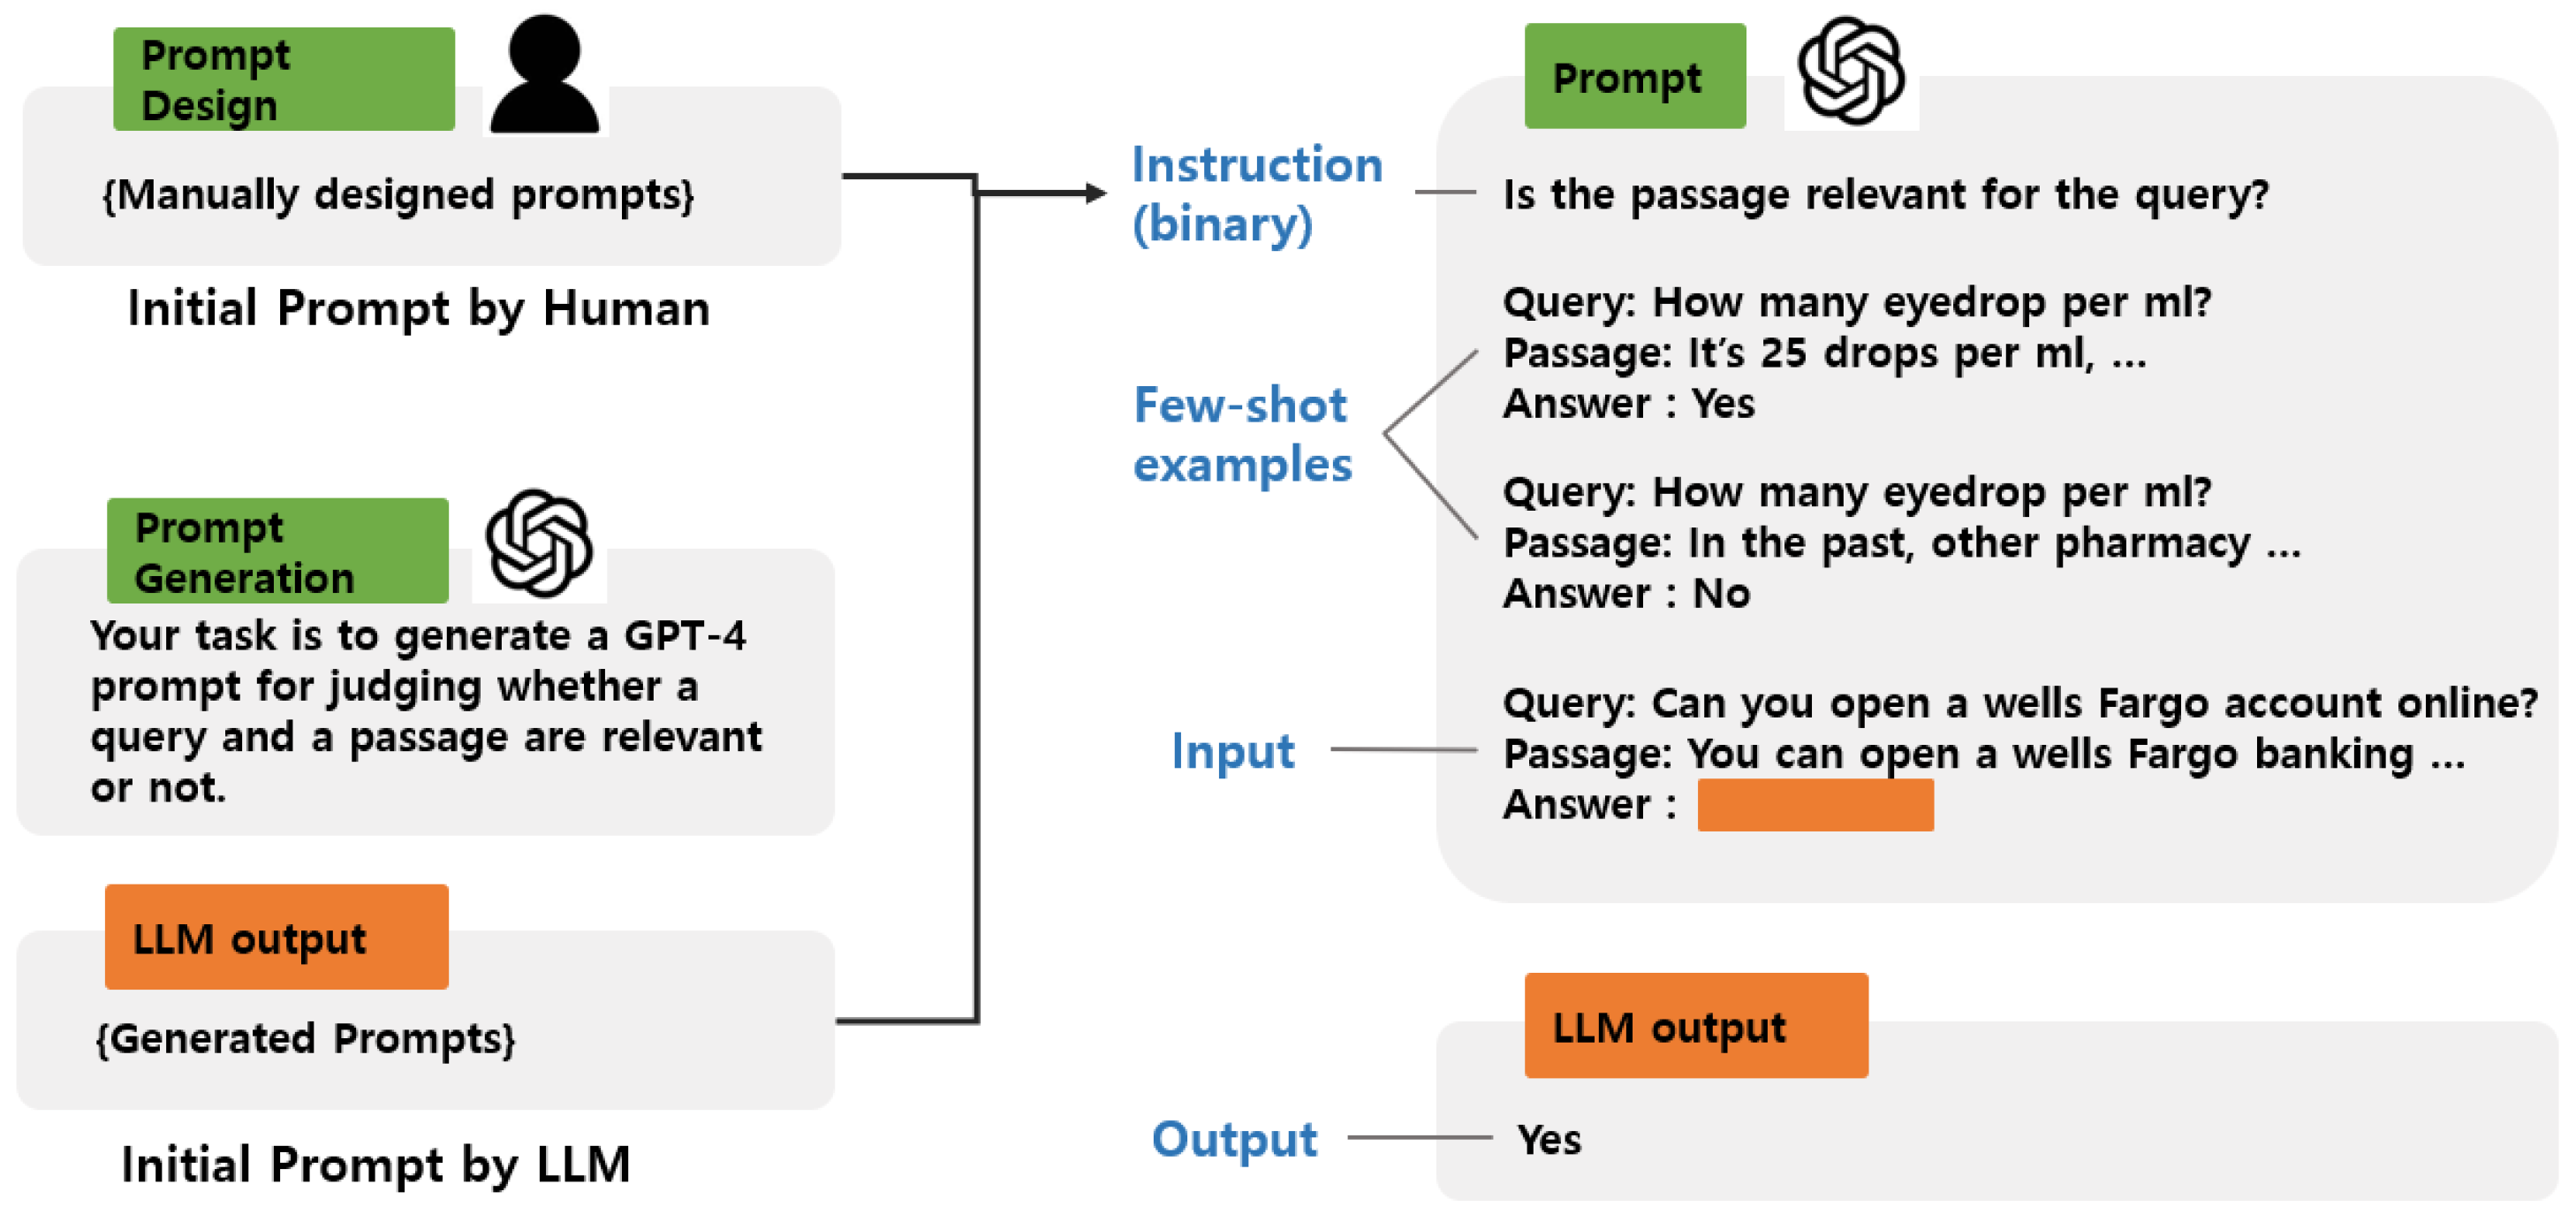 Prompt
Design
{Manually designed prompts}
Initial Prompt by Human
Prompt
Generation
Your task is to generate a GPT-4
prompt for judging whether a
query and a passage are relevant
or not.
LLM output
{Generated Prompts}
Initial Prompt by LLM
Instruction
(binary)
Few-shot
examples
Input
Output
Prompt
Is the passage relevant for the query?
Query: How many eyedrop per ml?
Passage: It’s 25 drops per ml, ...
Answer : Yes
Query: How many eyedrop per ml?
Passage: In the past, other pharmacy ...
Answer : No
Query: Can you open a wells Fargo account online?
Passage: You can open a wells Fargo banking ...
Answer :
LLM output
Yes